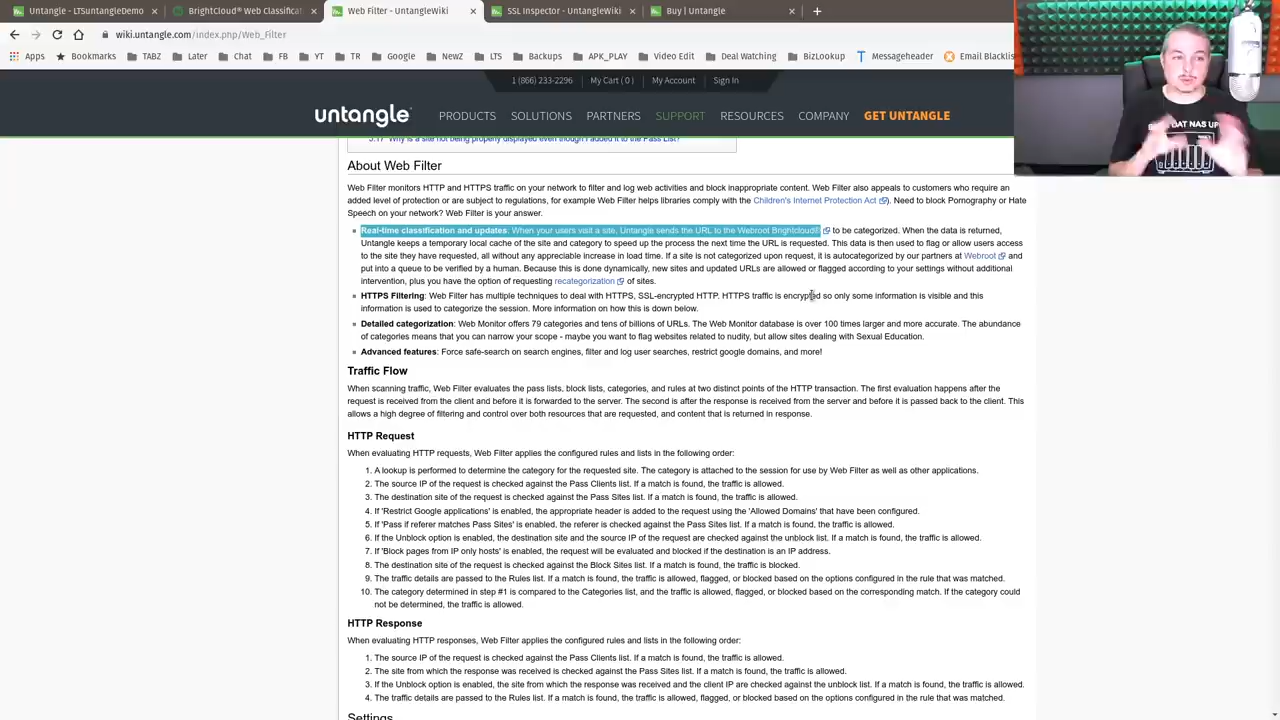 Untangle - LTSuntangleDemo
BrightCloud® Web Classificat
Web Filter - UntangleWiki
SSL Inspector - UntangleWiki
Buy Untangle
wiki.untangle.com/index.php/Web_Filter
Apps Bookmarks TABZ Later Chat FB YT TR Google NewZ LTS Backups APK_PLAY Video Edit Deal Watching BizLookup Messageheader Email Blacklis
1 (866) 233-2296 My Cart ( 0 ) My Account Sign In
untangle PRODUCTS SOLUTIONS PARTNERS SUPPORT RESOURCES COMPANY GET UNTANGLE
5.17 Why is a site not being properly displayed even though I added it to the Pass List?
About Web Filter
Web Filter monitors HTTP and HTTPS traffic on your network to filter and log web activities and block inappropriate content. Web Filter also appeals to customers who require an
added level of protection or are subject to regulations, for example Web Filter helps libraries comply with the Children's Internet Protection Act ). Need to block Pornography or Hate
Speech on your network? Web Filter is your answer.
Real-time classification and updates: When your users visit a site, Untangle sends the URL to the Webroot BrightCloud® to be categorized. When the data is returned,
Untangle keeps a temporary local cache of the site and category to speed up the process the next time the URL is requested. This data is then used to flag or allow users access
to the site they have requested, all without any appreciable increase in load time. If a site is not categorized upon request, it is autocategorized by our partners at Webroot and
put into a queue to be verified by a human. Because this is done dynamically, new sites and updated URLs are allowed or flagged according to your settings without additional
intervention, plus you have the option of requesting recategorization of sites.
HTTPS Filtering: Web Filter has multiple techniques to deal with HTTPS, SSL-encrypted HTTP. HTTPS traffic is encrypted so only some information is visible and this
information is used to categorize the session. More information on how this is down below.
Detailed categorization: Web Monitor offers 79 categories and tens of billions of URLs. The Web Monitor database is over 100 times larger and more accurate. The abundance
of categories means that you can narrow your scope - maybe you want to flag websites related to nudity, but allow sites dealing with Sexual Education.
Advanced features: Force safe-search on search engines, filter and log user searches, restrict google domains, and more!
Traffic Flow
When scanning traffic, Web Filter evaluates the pass lists, block lists, categories, and rules at two distinct points of the HTTP transaction. The first evaluation happens after the
request is received from the client and before it is forwarded to the server. The second is after the response is received from the server and before it is passed back to the client. This
allows a high degree of filtering and control over both resources that are requested, and content that is returned in response.
HTTP Request
When evaluating HTTP requests, Web Filter applies the configured rules and lists in the following order:
1. A lookup is performed to determine the category for the requested site. The category is attached to the session for use by Web Filter as well as other applications.
2. The source IP of the request is checked against the Pass Clients list. If a match is found, the traffic is allowed.
3. The destination site of the request is checked against the Pass Sites list. If a match is found, the traffic is allowed.
4. If 'Restrict Google applications' is enabled, the appropriate header is added to the request using the 'Allowed Domains' that have been configured.
5. If 'Pass if referer matches Pass Sites' is enabled, the referer is checked against the Pass Sites list. If a match is found, the traffic is allowed.
6. If the Unblock option is enabled, the destination site and the source IP of the request are checked against the unblock list. If a match is found, the traffic is allowed.
7. If 'Block pages from IP only hosts' is enabled, the request will be evaluated and blocked if the destination is an IP address.
8. The destination site of the request is checked against the Block Sites list. If a match is found, the traffic is blocked.
9. The traffic details are passed to the Rules list. If a match is found, the traffic is allowed, flagged, or blocked based on the options configured in the rule that was matched.
10. The category determined in step #1 is compared to the Categories list, and the traffic is allowed, flagged, or blocked based on the corresponding match. If the category could
not be determined, the traffic is allowed.
HTTP Response
When evaluating HTTP responses, Web Filter applies the configured rules and lists in the following order:
1. The source IP of the request is checked against the Pass Clients list. If a match is found, the traffic is allowed.
2. The site from which the response was received is checked against the Pass Sites list. If a match is found, the traffic is allowed.
3. If the Unblock option is enabled, the site from which the response was received and the client IP are checked against the unblock list. If a match is found, the traffic is allowed.
4. The traffic details are passed to the Rules list. If a match is found, the traffic is allowed, flagged, or blocked based on the options configured in the rule that was matched.
Settings